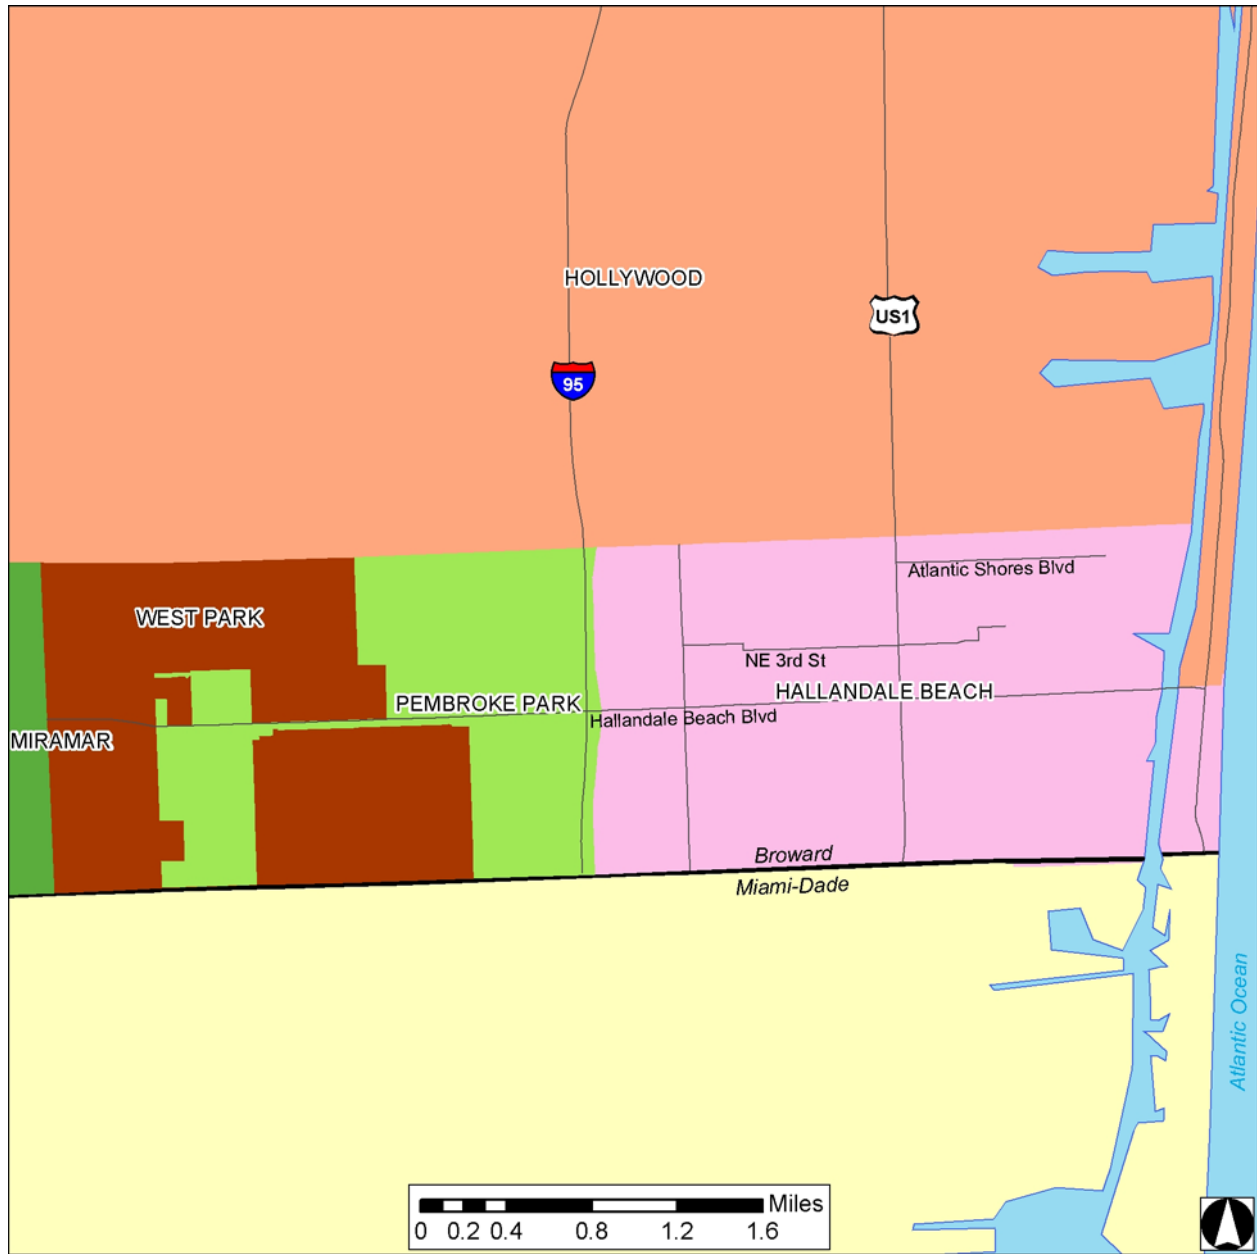 HOLLYWOOD
US1
95
Atlantic Shores Blvd
WEST PARK
NE 3rd St
HALLANDALE BEACH
PEMBROKE PARK
Hallandale Beach Blvd
MIRAMAR
Broward
Miami-Dade
Atlantic Ocean
Miles
0 0.2 0.4 0.8 1.2 1.6